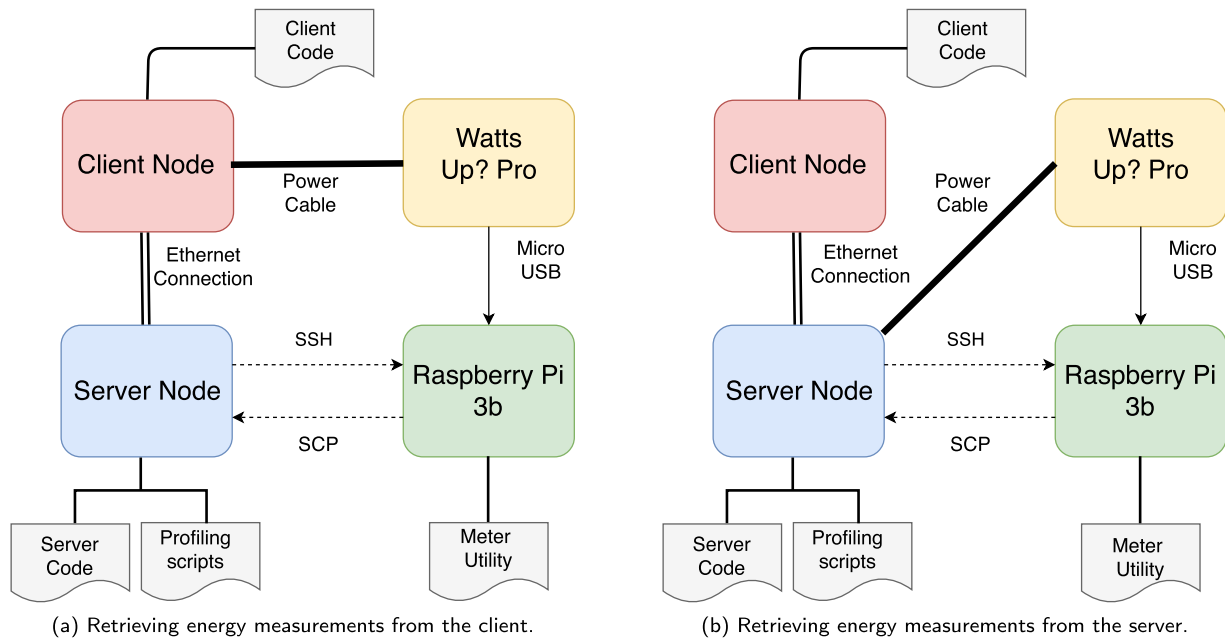 Client
Code
Client Node
Watts
Up? Pro
Power
Cable
Ethernet
Connection
Micro
USB
SSH
Server Node
Raspberry Pi
3b
SCP
Server
Code
Profiling
scripts
Meter
Utility
(a) Retrieving energy measurements from the client.
Client
Code
Client Node
Watts
Up? Pro
Power
Cable
Ethernet
Connection
Micro
USB
SSH
Server Node
Raspberry Pi
3b
SCP
Server
Code
Profiling
scripts
Meter
Utility
(b) Retrieving energy measurements from the server.